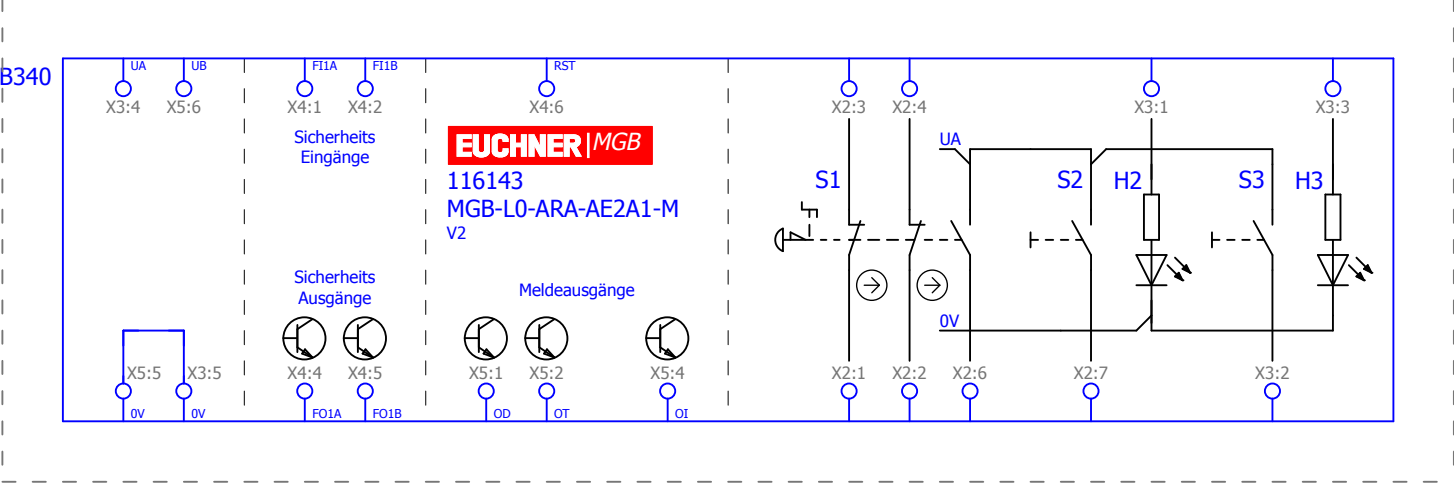 B340
UA
UB
FI1A
FI1B
RST
X3:4
X5:6
X4:1
X4:2
X4:6
X2:3
X2:4
X3:1
X3:3
Sicherheits
Eingänge
EUCHNER|MGB
116143
MGB-L0-ARA-AE2A1-M
V2
UA
S1
S2
H2
S3
H3
Sicherheits
Ausgänge
Meldeausgänge
0V
X5:5
X3:5
X4:4
X4:5
X5:1
X5:2
X5:4
X2:1
X2:2
X2:6
X2:7
X3:2
0V
0V
FO1A
FO1B
OD
OT
OI